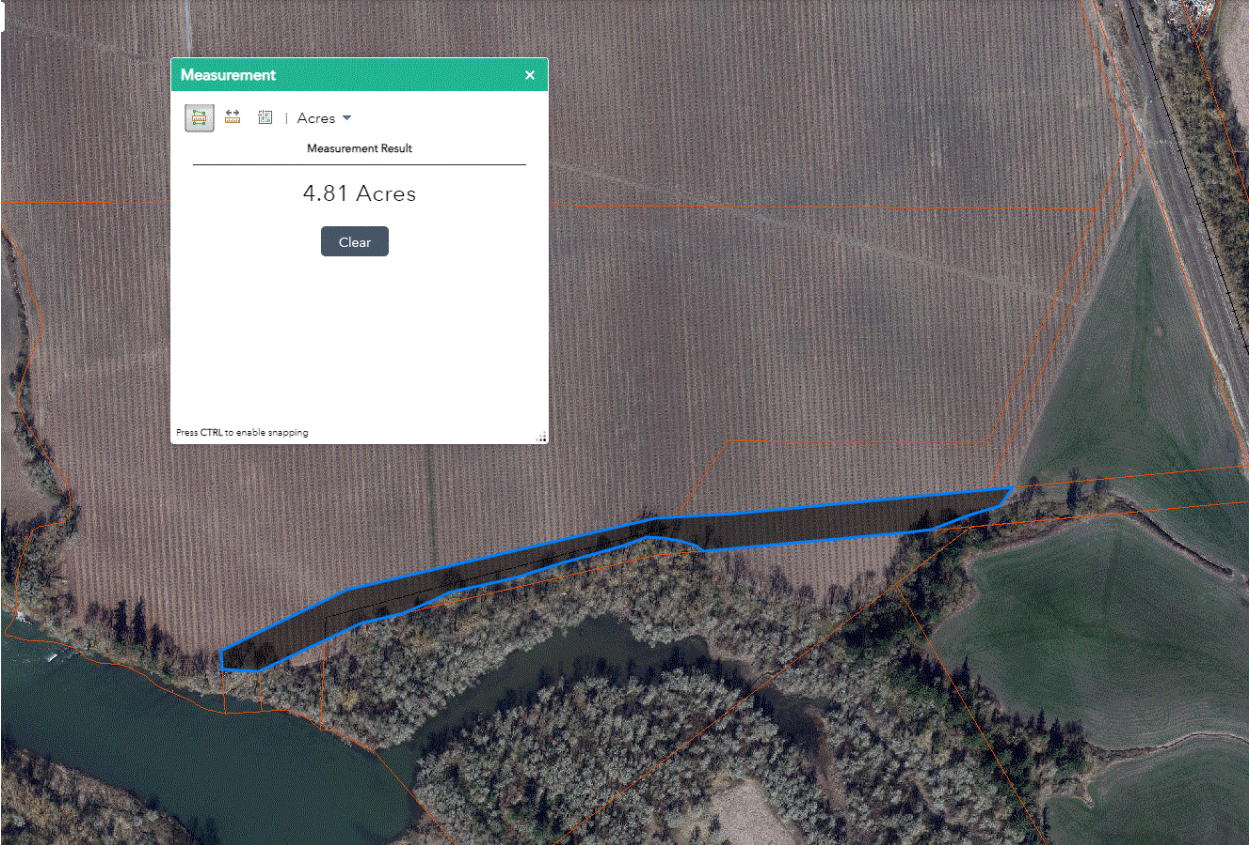 Measurement
Acres
Measurement Result
4.81 Acres
Clear
Press CTRL to enable snapping